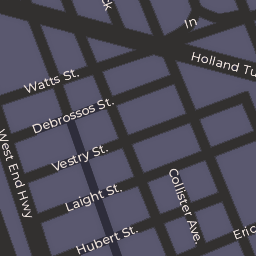 ck
In
Holland Tu
Watts St.
Debrossos St.
West End Hwy
Vestry St.
Laight St.
Collister Ave.
Hubert St.
Eric